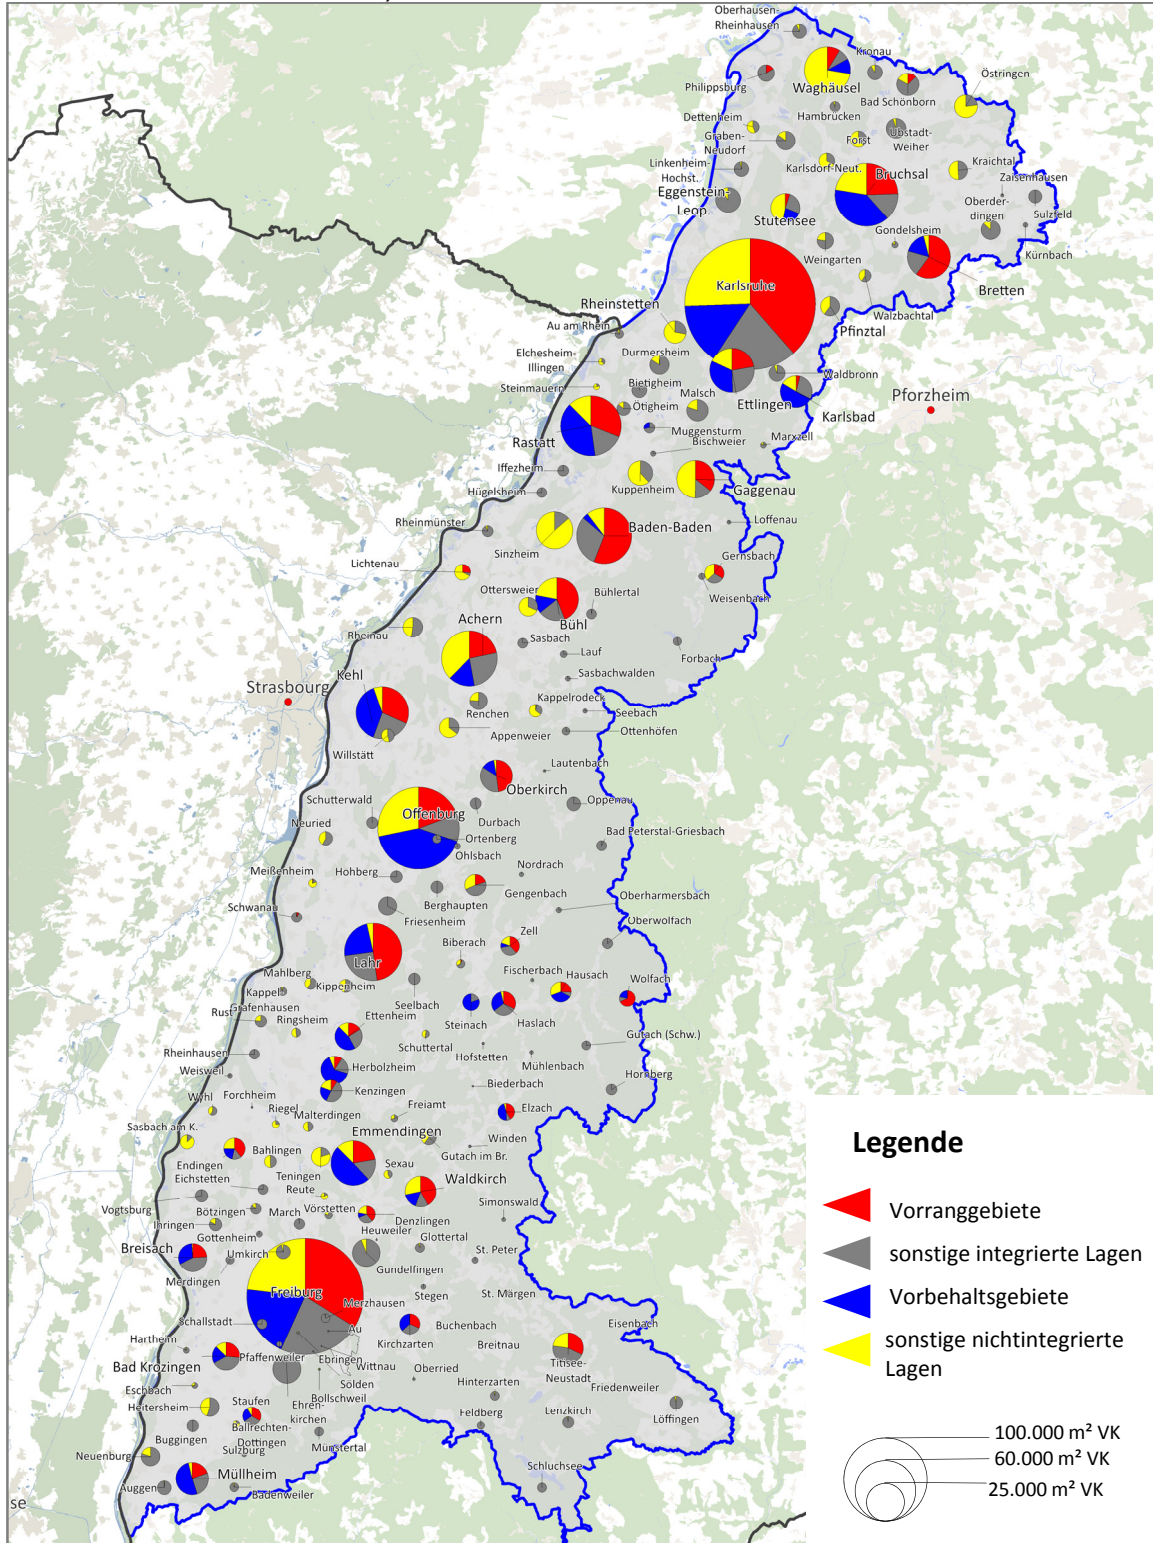 Oberhausen-
Rheinhausen
Kronau
Östringen
Philippsburg
Waghäusel
Bad Schönborn
Hambrücken
Dettenheim
Graben-
Neudorf
Forst
Ubstadt-
Weiher
Linkenheim-
Hochst.
Karlsdorf-Neut.
Kraichtal
Zaisenhausen
Bruchsal
Eggenstein-
Leop.
Oberder-
dingen
Sulzfeld
Stutensee
Gondelsheim
Kürnbach
Weingarten
Bretten
Karlsruhe
Walzbachtal
Rheinstetten
Pfinztal
Au am Rhein
Elchesheim-
Illingen
Durmersheim
Waldbronn
Steinmauern
Bietigheim
Malsch
Ettlingen
Karlsbad
Pforzheim
Ötigheim
Rastatt
Muggensturm
Bischweier
Marxzell
Iffezheim
Kuppenheim
Gaggenau
Hügelsheim
Rheinmünster
Baden-Baden
Loffenau
Sinzheim
Lichtenau
Gernsbach
Weisenbach
Ottersweier
Bühlertal
Achern
Bühl
Rheinau
Sasbach
Lauf
Forbach
Sasbachwalden
Kehl
Strasbourg
Kappelrodeck
Renchen
Seebach
Appenweier
Ottenhöfen
Willstätt
Lautenbach
Oberkirch
Schutterwald
Offenburg
Durbach
Oppenau
Neuried
Ortenberg
Ohlsbach
Bad Peterstal-Griesbach
Meißenheim
Hohberg
Nordrach
Gengenbach
Berghaupten
Oberharmersbach
Schwanau
Friesenheim
Zell
Oberwolfach
Lahr
Biberach
Mahlberg
Fischerbach
Hausach
Wolfach
Kappel-
Grafenhausen
Kippenheim
Seelbach
Rust
Ringsheim
Ettenheim
Steinach
Haslach
Schuttertal
Gutach (Schw.)
Rheinhausen
Hofstetten
Weisweil
Herbolzheim
Mühlenbach
Kenzingen
Biederbach
Hornberg
Wyhl
Forchheim
Riegel
Malterdingen
Freiamt
Elzach
Sasbach am K.
Emmendingen
Winden
Bahlingen
Gutach im Br.
Endingen
Teningen
Sexau
Waldkirch
Eichstetten
Reute
Vogtsburg
Bötzingen
March
Vörstetten
Denzlingen
Simonswald
Ihringen
Gottenheim
Heuweiler
Glottertal
Breisach
Umkirch
Gundelfingen
St. Peter
Merdingen
Stegen
St. Märgen
Freiburg
Merzhausen
Schallstadt
Au
Buchenbach
Eisenbach
Hartheim
Kirchzarten
Breitnau
Pfaffenweiler
Ebringen
Wittnau
Titisee-
Neustadt
Bad Krozingen
Sölden
Oberried
Friedenweiler
Eschbach
Bollschweil
Hinterzarten
Heitersheim
Staufen
Ehren-
kirchen
Feldberg
Lenzkirch
Löffingen
Ballrechten-
Dottingen
Buggingen
Sulzburg
Münstertal
Neuenburg
Müllheim
Auggen
Badenweiler
Schluchsee
se
Legende
Vorranggebiete
sonstige integrierte Lagen
Vorbehaltsgebiete
sonstige nichtintegrierte
Lagen
100.000 m² VK
60.000 m² VK
25.000 m² VK